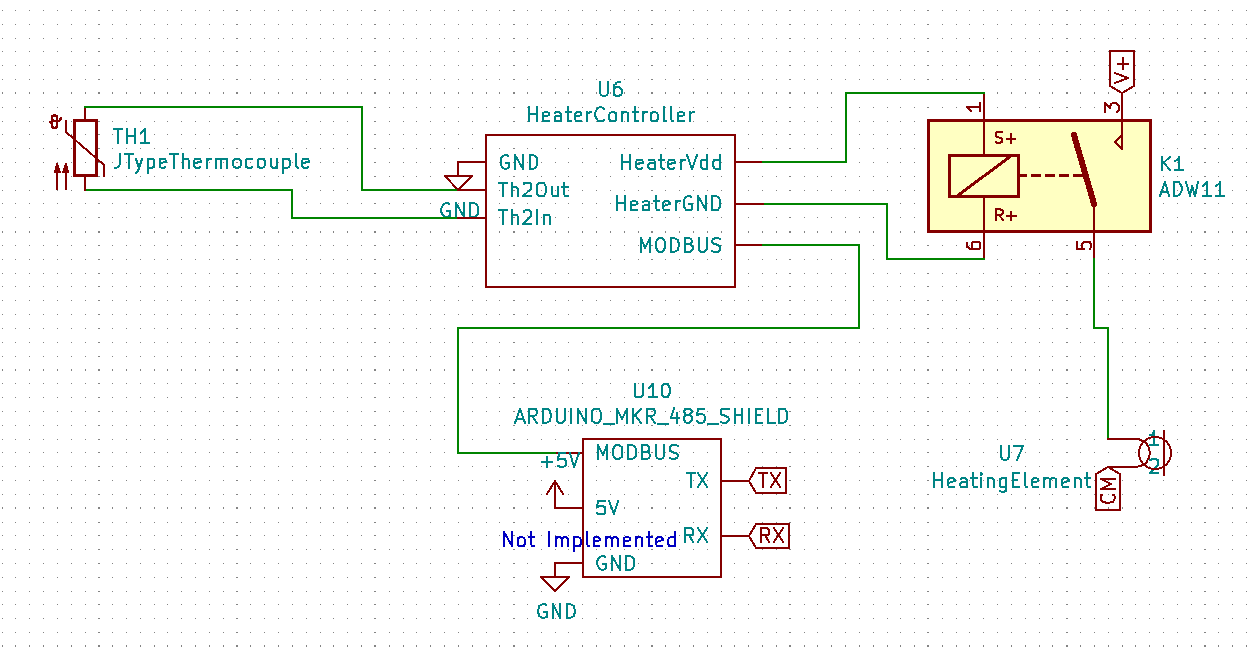 U6
HeaterController
TH1
JTypeThermocouple
GND
Th2Out
GND
Th2In
HeaterVdd
HeaterGND
MODBUS
V+
1
3
S+
R+
6
5
K1
ADW11
U10
ARDUINO_MKR_485_SHIELD
MODBUS
+5V
TX
TX
5V
Not Implemented
RX
RX
GND
GND
U7
HeatingElement
1
2
CM